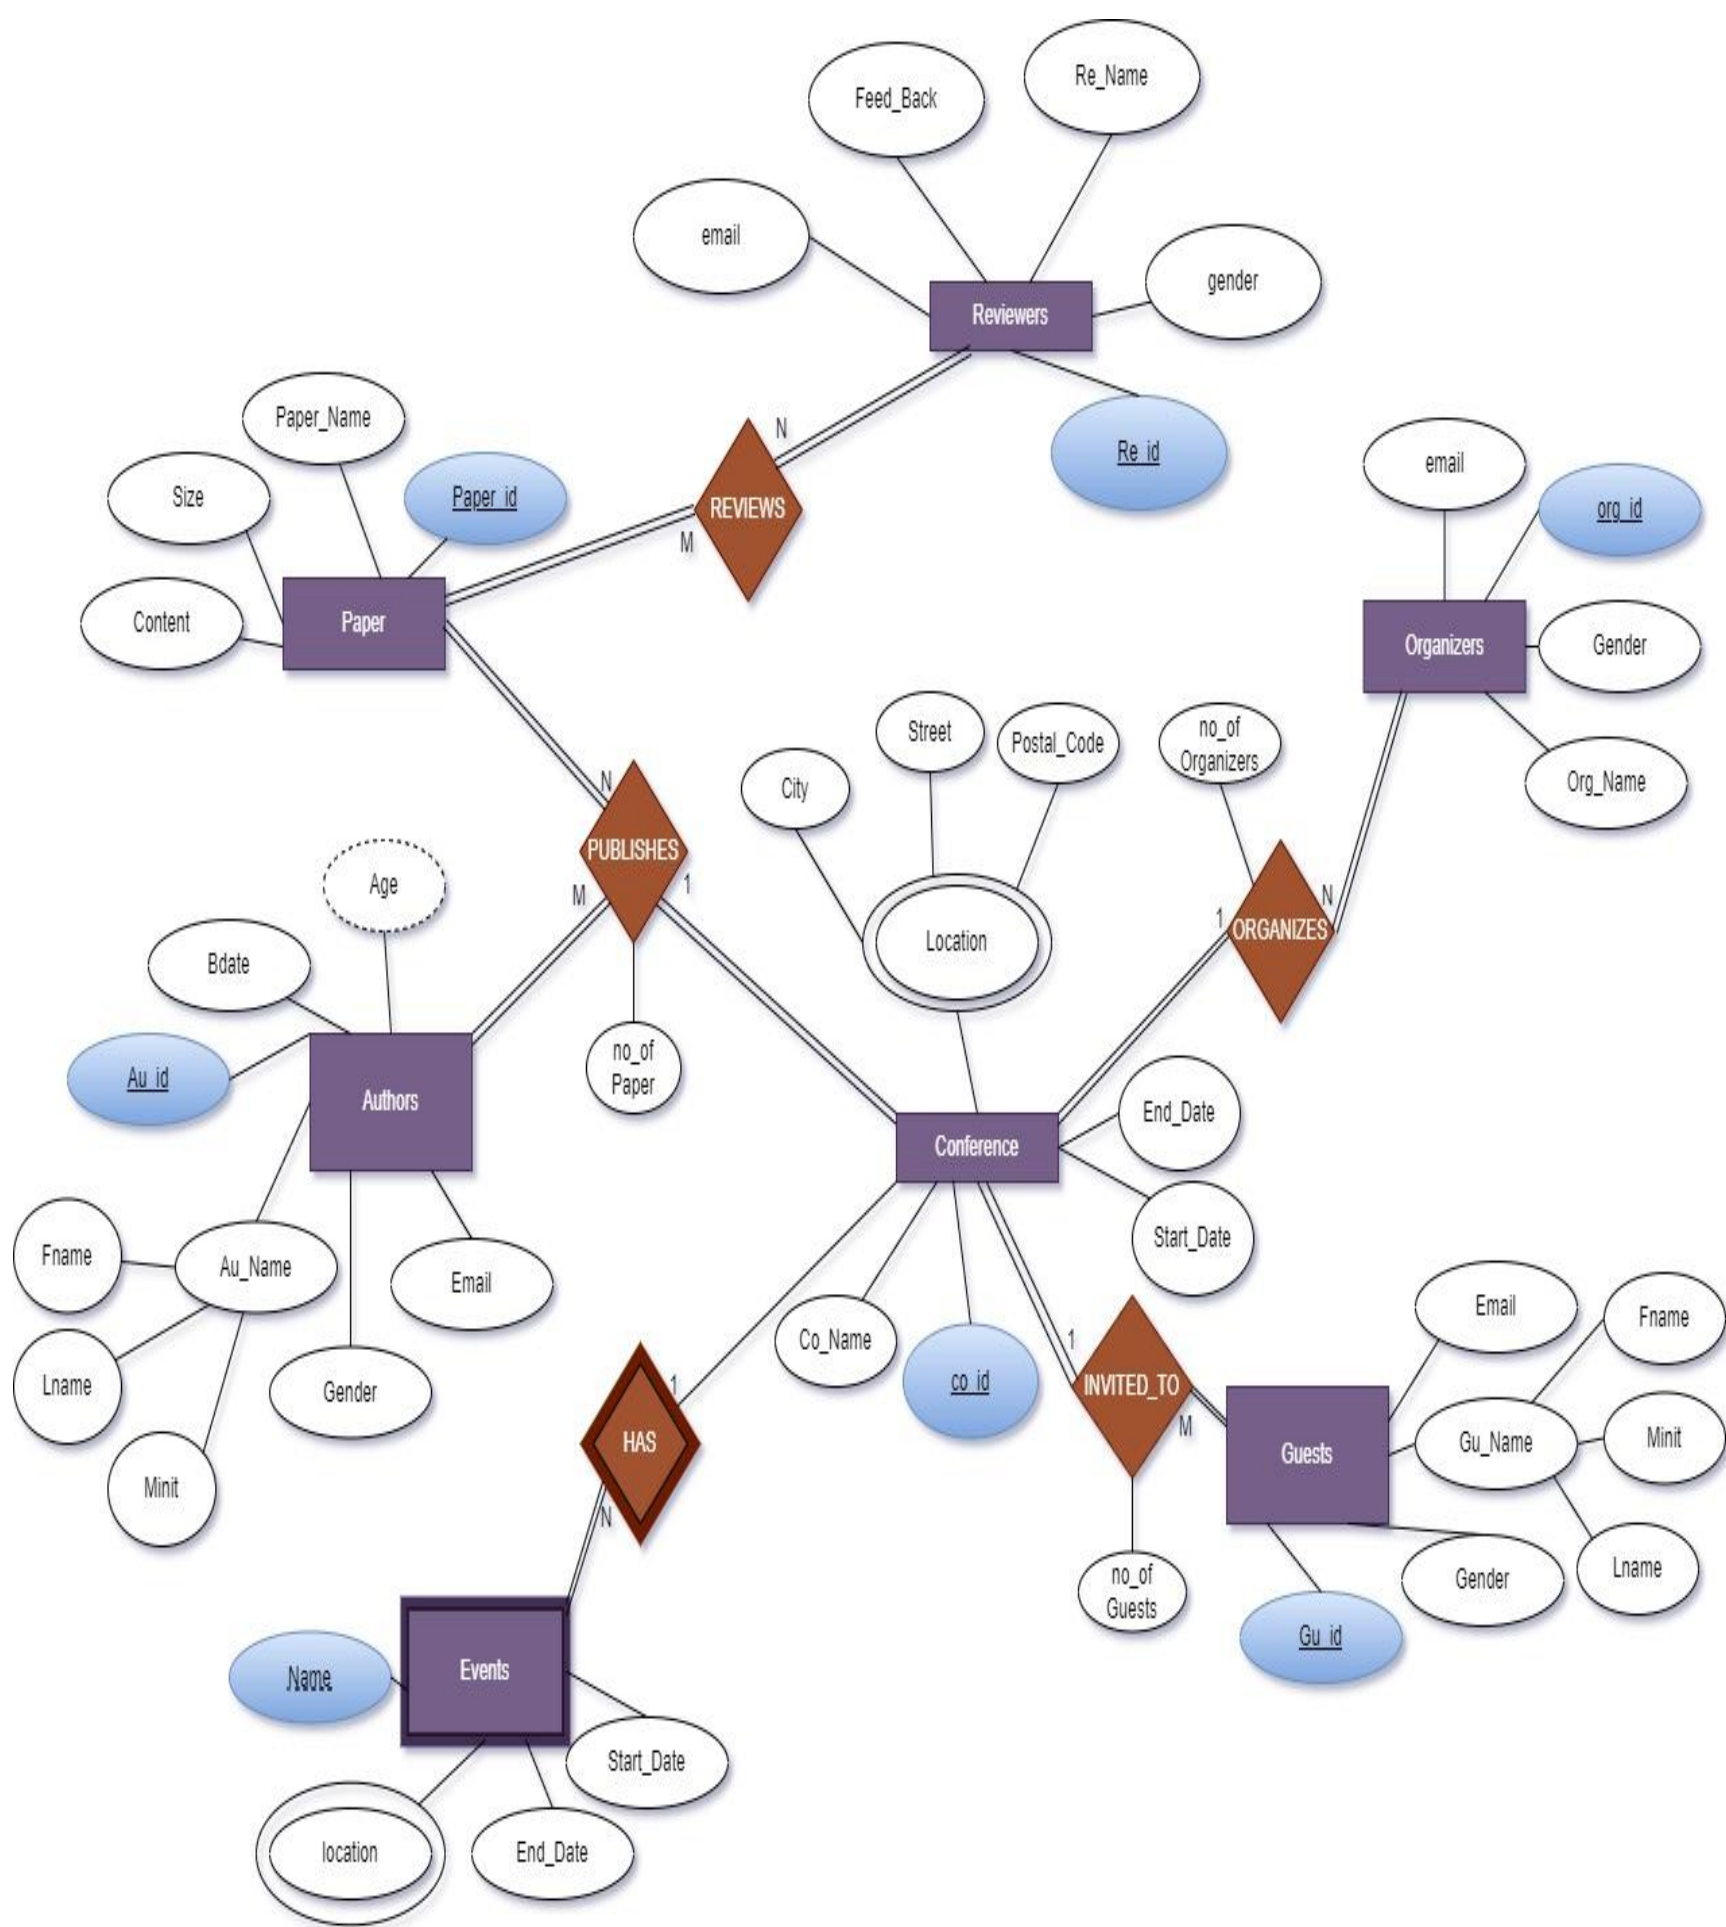 Re_Name
Feed_Back
email
gender
Reviewers
Re_id
Paper_Name
Size
Paper_id
Content
Paper
N
REVIEWS
M
email
org_id
Organizers
Gender
Org_Name
no_of
Organizers
Street
Postal_Code
City
Location
N
PUBLISHES
M
1
no_of
Paper
1
N
ORGANIZES
Age
Bdate
Au_id
Authors
Fname
Au_Name
Lname
Minit
Gender
Email
Conference
End_Date
Start_Date
Co_Name
co_id
1
INVITED_TO
M
no_of
Guests
Email
Fname
Gu_Name
Minit
Guests
Lname
Gender
Gu_id
1
HAS
N
Name
Events
Start_Date
location
End_Date